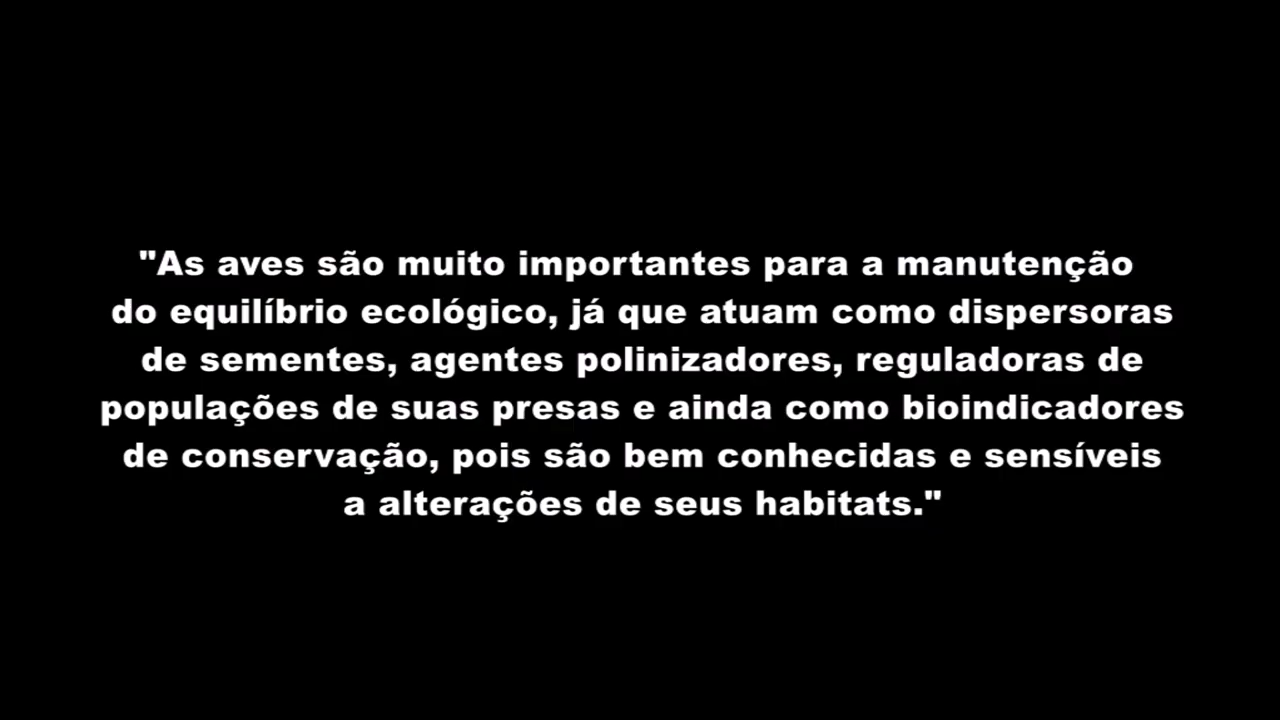 "As aves são muito importantes para a manutenção
do equilíbrio ecológico, já que atuam como dispersoras
de sementes, agentes polinizadores, reguladoras de
populações de suas presas e ainda como bioindicadores
de conservação, pois são bem conhecidas e sensíveis
a alterações de seus habitats."